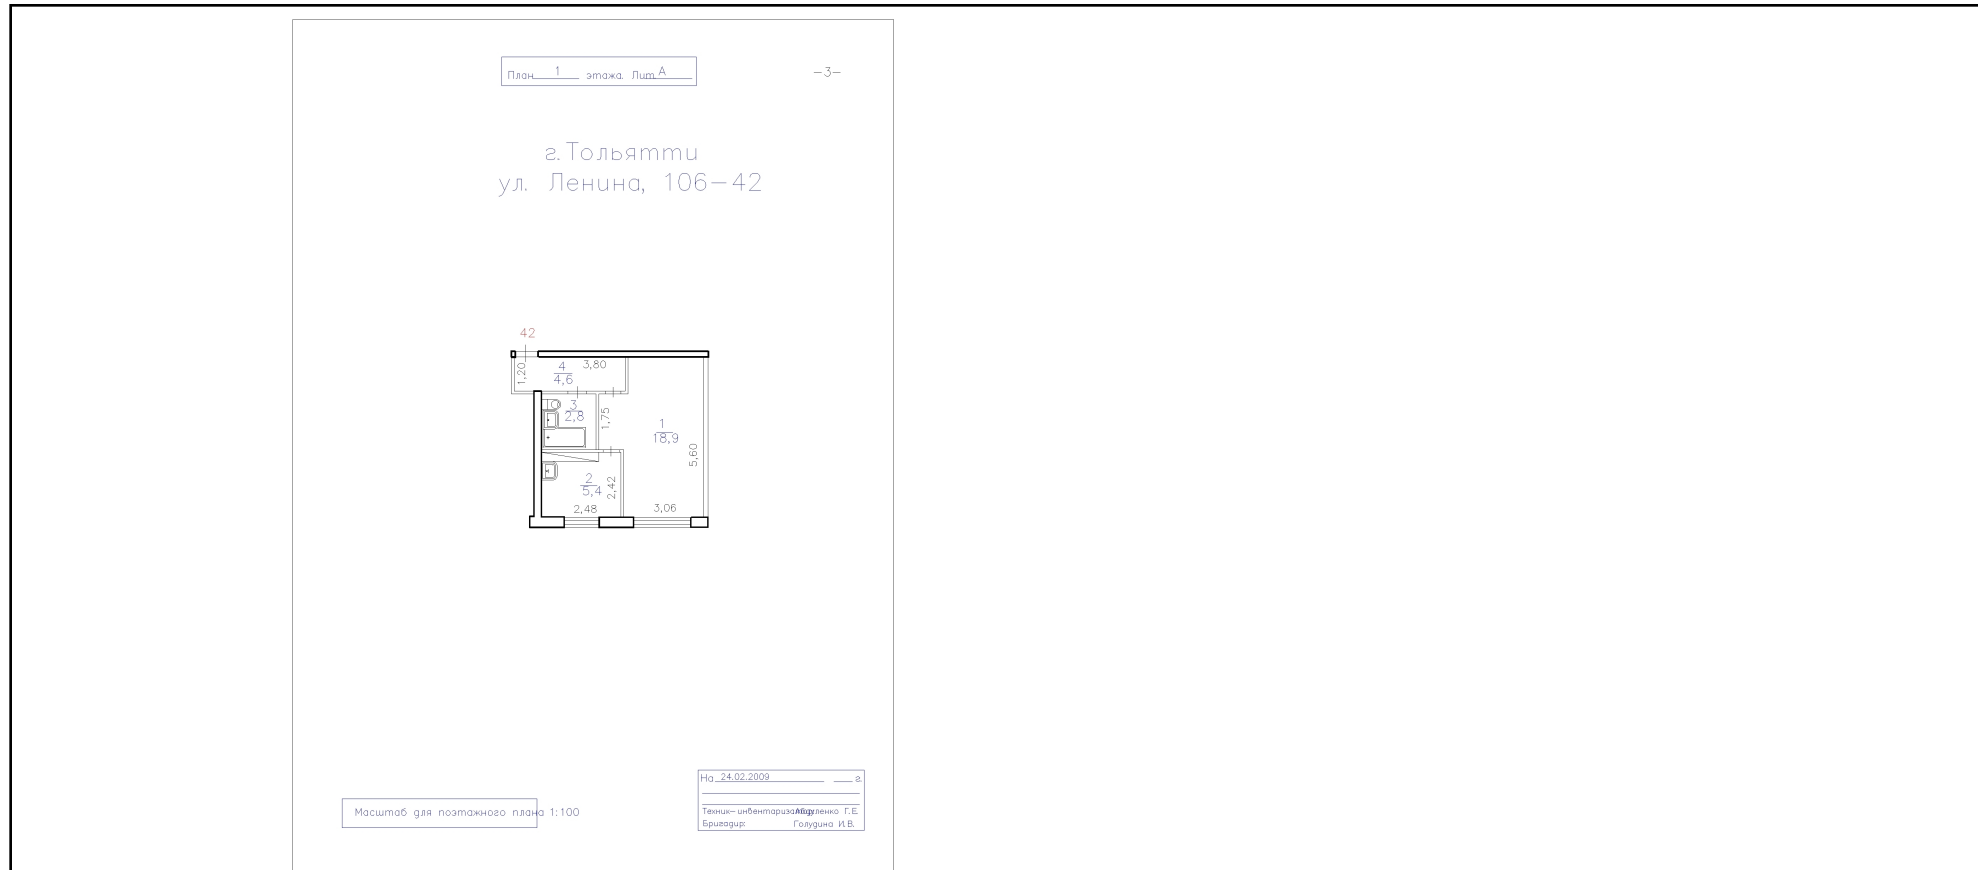 План 1 этажа. Лит. А
-3-
г.Тольятти
ул. Ленина, 106-42
42
1,20
4
4,6
3,80
3
2,8
1,75
1
18,9
5,60
2
5,4
2,42
2,48
3,06
На 24.02.2009 г.
Масштаб для поэтажного плана 1:100
Техник-инвентаризатор: Г.Е.
Бригадир: Голудина И.В.